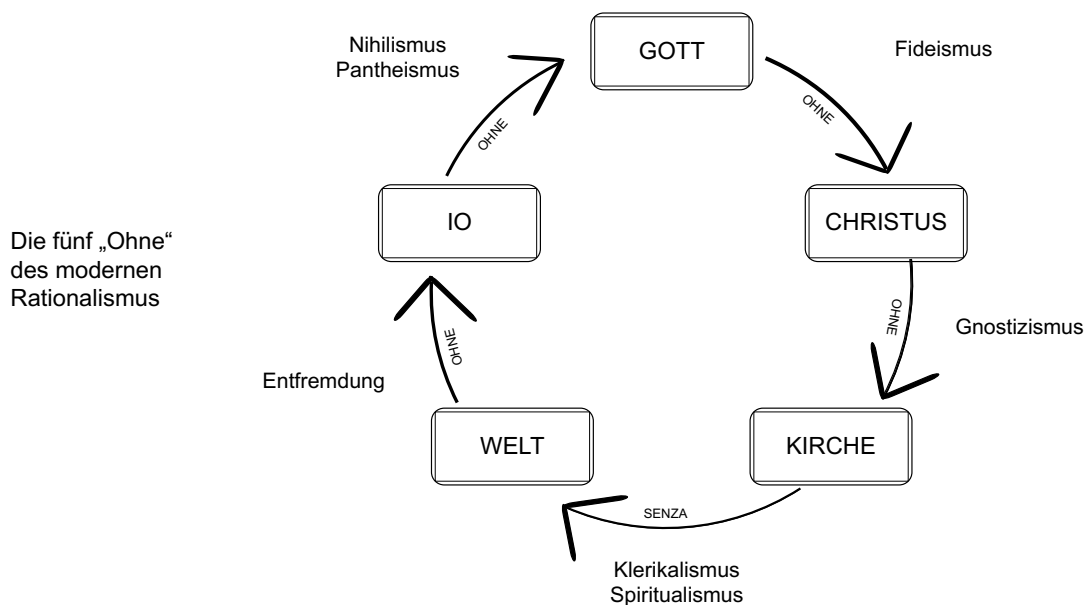 Nihilismus
Pantheismus
GOTT
Fideismus
OHNE
OHNE
IO
CHRISTUS
Die fünf „Ohne“
des modernen
Rationalismus
OHNE
OHNE
Gnostizismus
Entfremdung
WELT
KIRCHE
SENZA
Klerikalismus
Spiritualismus